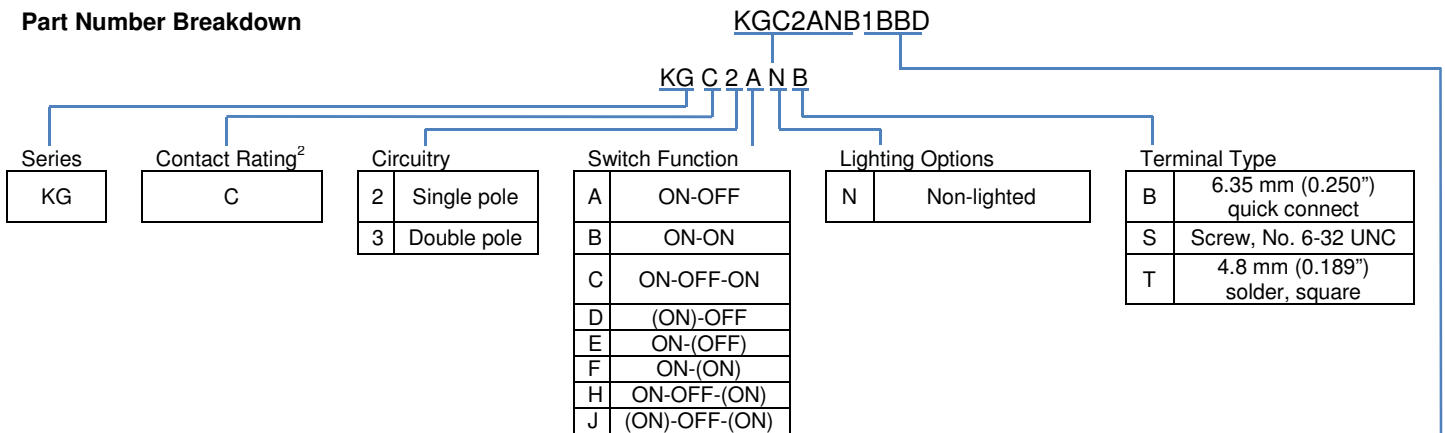 Part Number Breakdown
KGC2ANB1BBD
KG C 2 A N B
Series
KG
Contact Rating2
C
Circuitry
2 Single pole
3 Double pole
Switch Function
A ON-OFF
B ON-ON
C ON-OFF-ON
D (ON)-OFF
E ON-(OFF)
F ON-(ON)
H ON-OFF-(ON)
J (ON)-OFF-(ON)
Lighting Options
N Non-lighted
Terminal Type
B 6.35 mm (0.250”)
quick connect
S Screw, No. 6-32 UNC
T 4.8 mm (0.189”)
solder, square